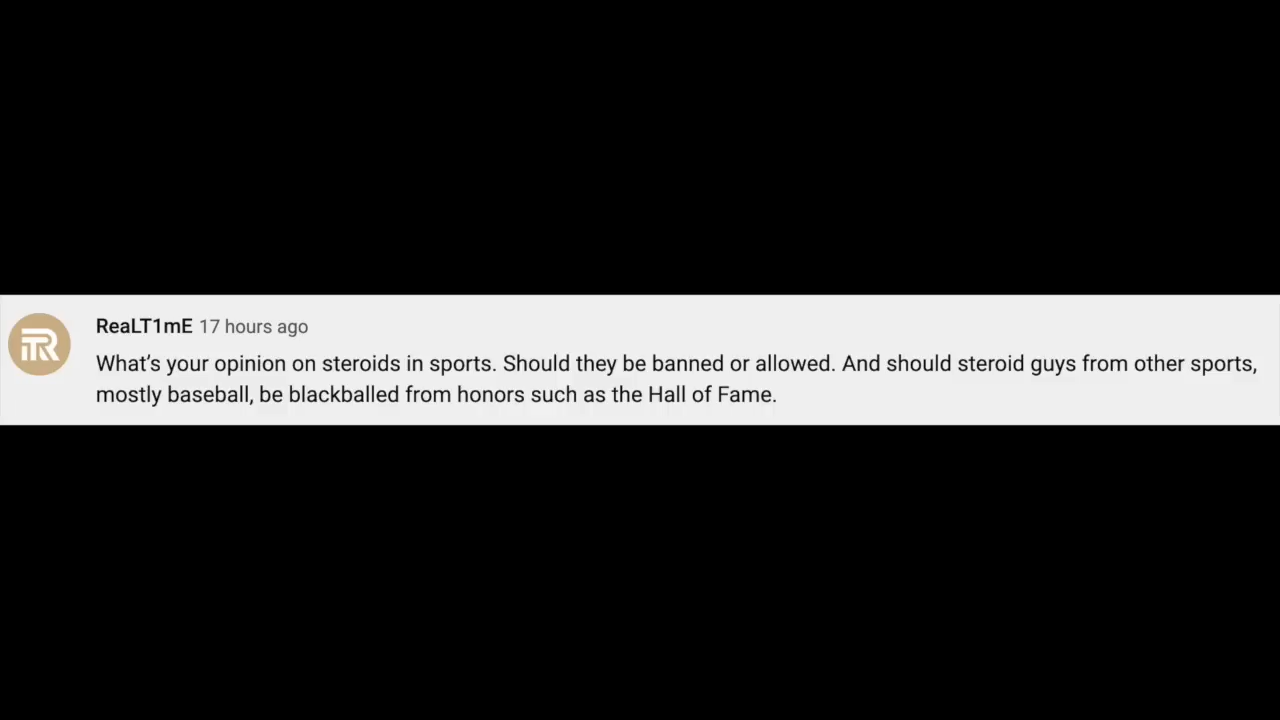 ReaLT1mE 17 hours ago
What's your opinion on steroids in sports. Should they be banned or allowed. And should steroid guys from other sports,
mostly baseball, be blackballed from honors such as the Hall of Fame.